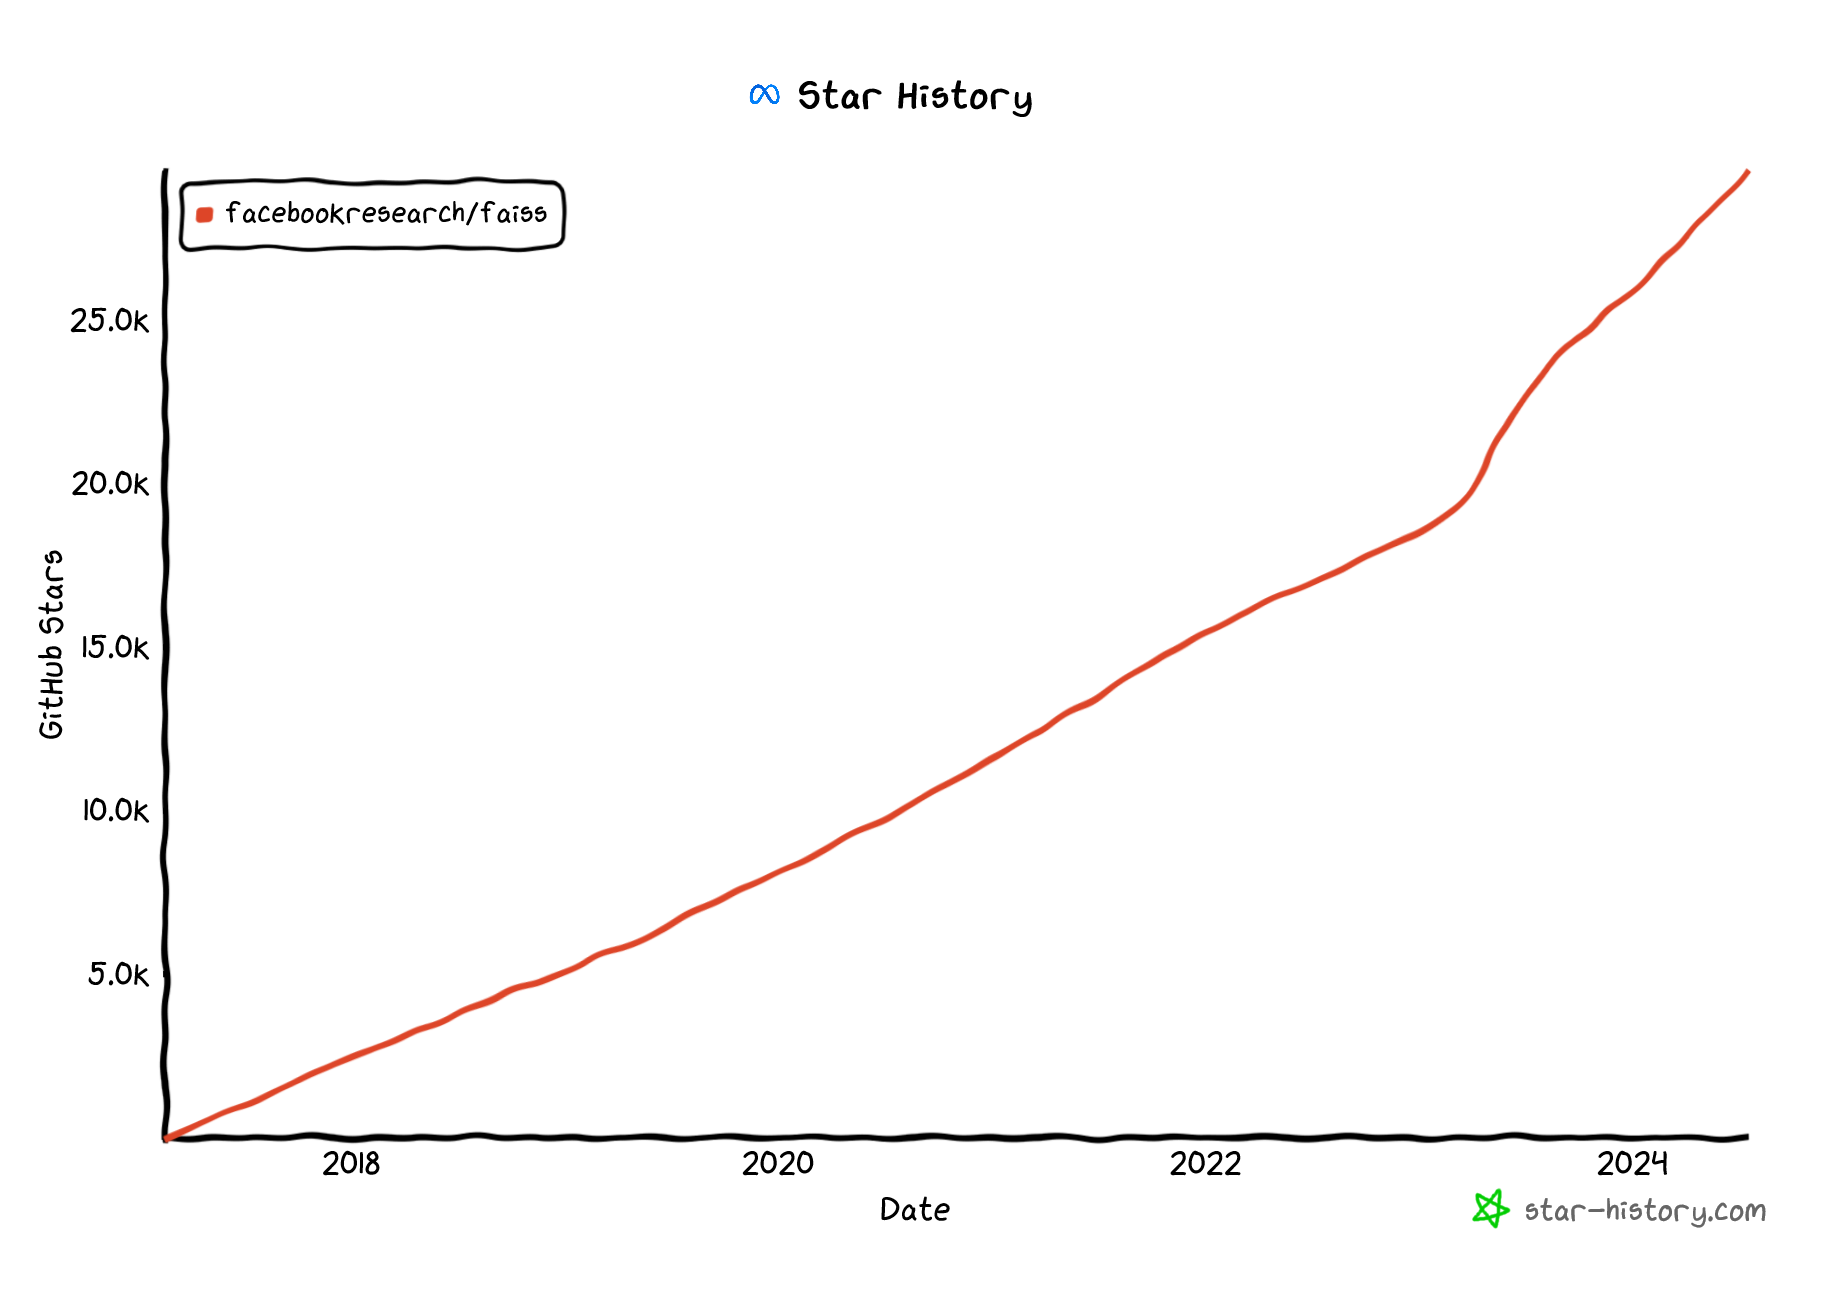 Star History
facebookresearch/faiss
25.0k
20.0k
15.0k
10.0k
5.0k
GitHub Stars
2018
2020
2022
2024
Date
star-history.com